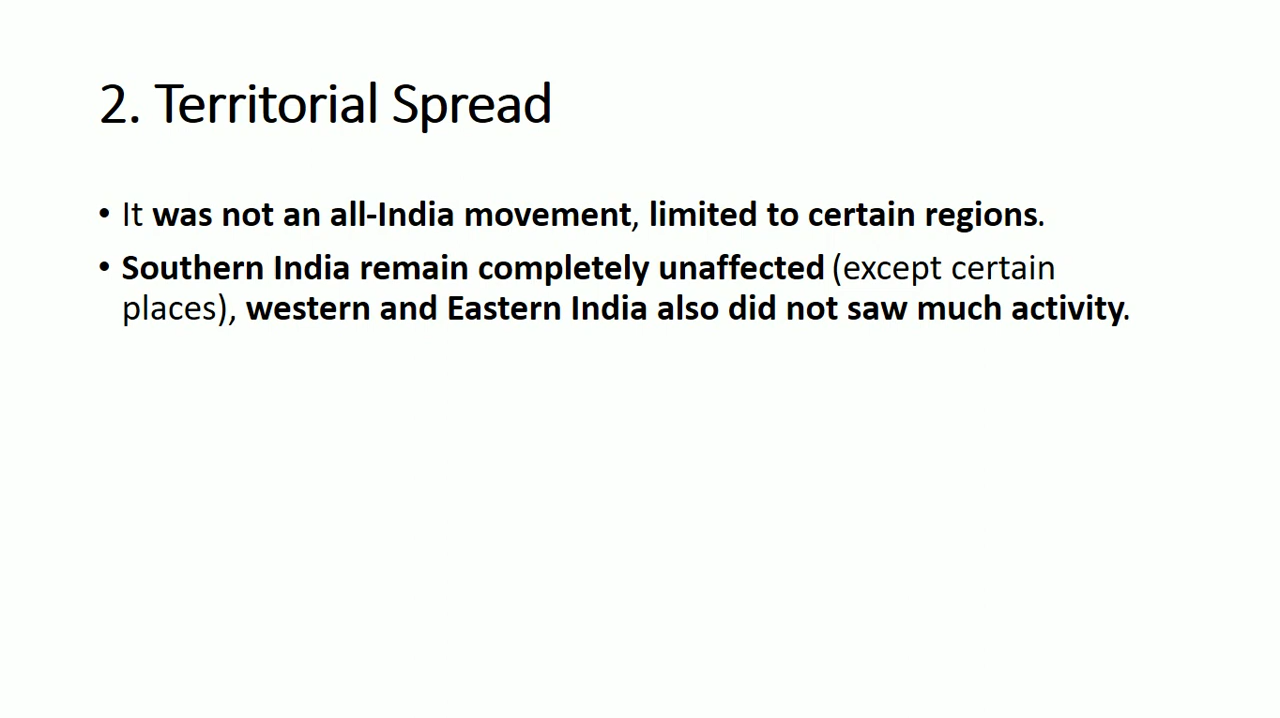 2. Territorial Spread
• It was not an all-India movement, limited to certain regions.
• Southern India remain completely unaffected (except certain
places), western and Eastern India also did not saw much activity.